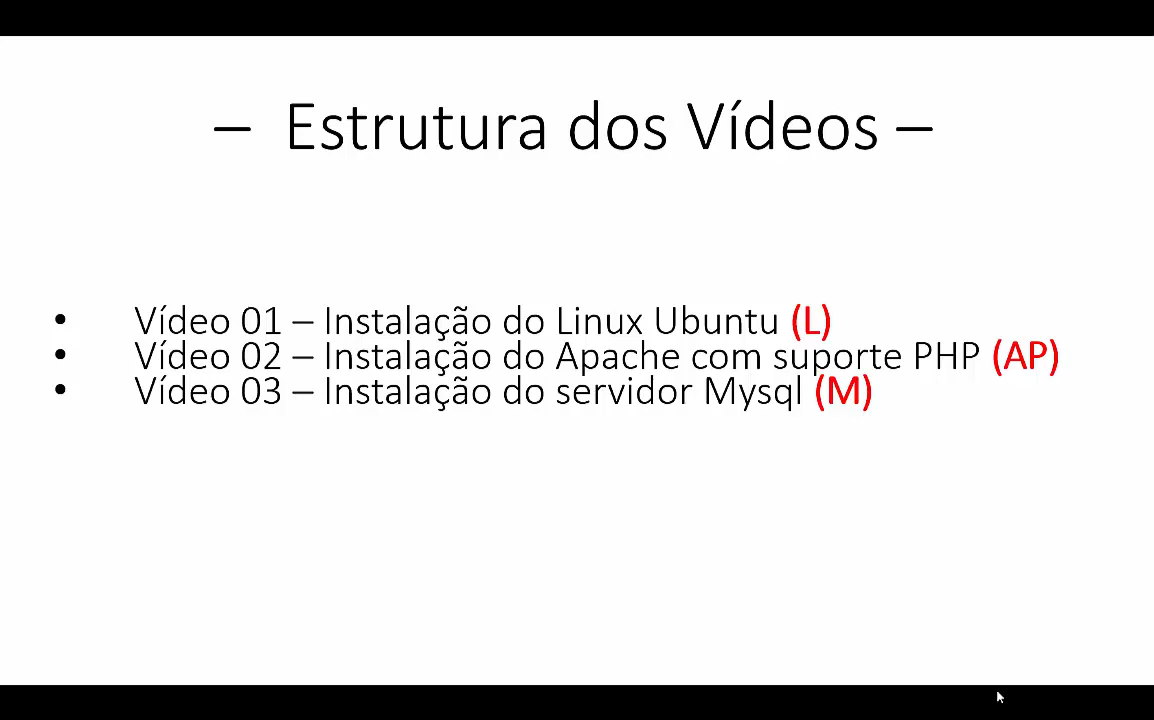 – Estrutura dos Vídeos –
• Vídeo 01 – Instalação do Linux Ubuntu (L)
• Vídeo 02 – Instalação do Apache com suporte PHP (AP)
• Vídeo 03 – Instalação do servidor Mysql (M)